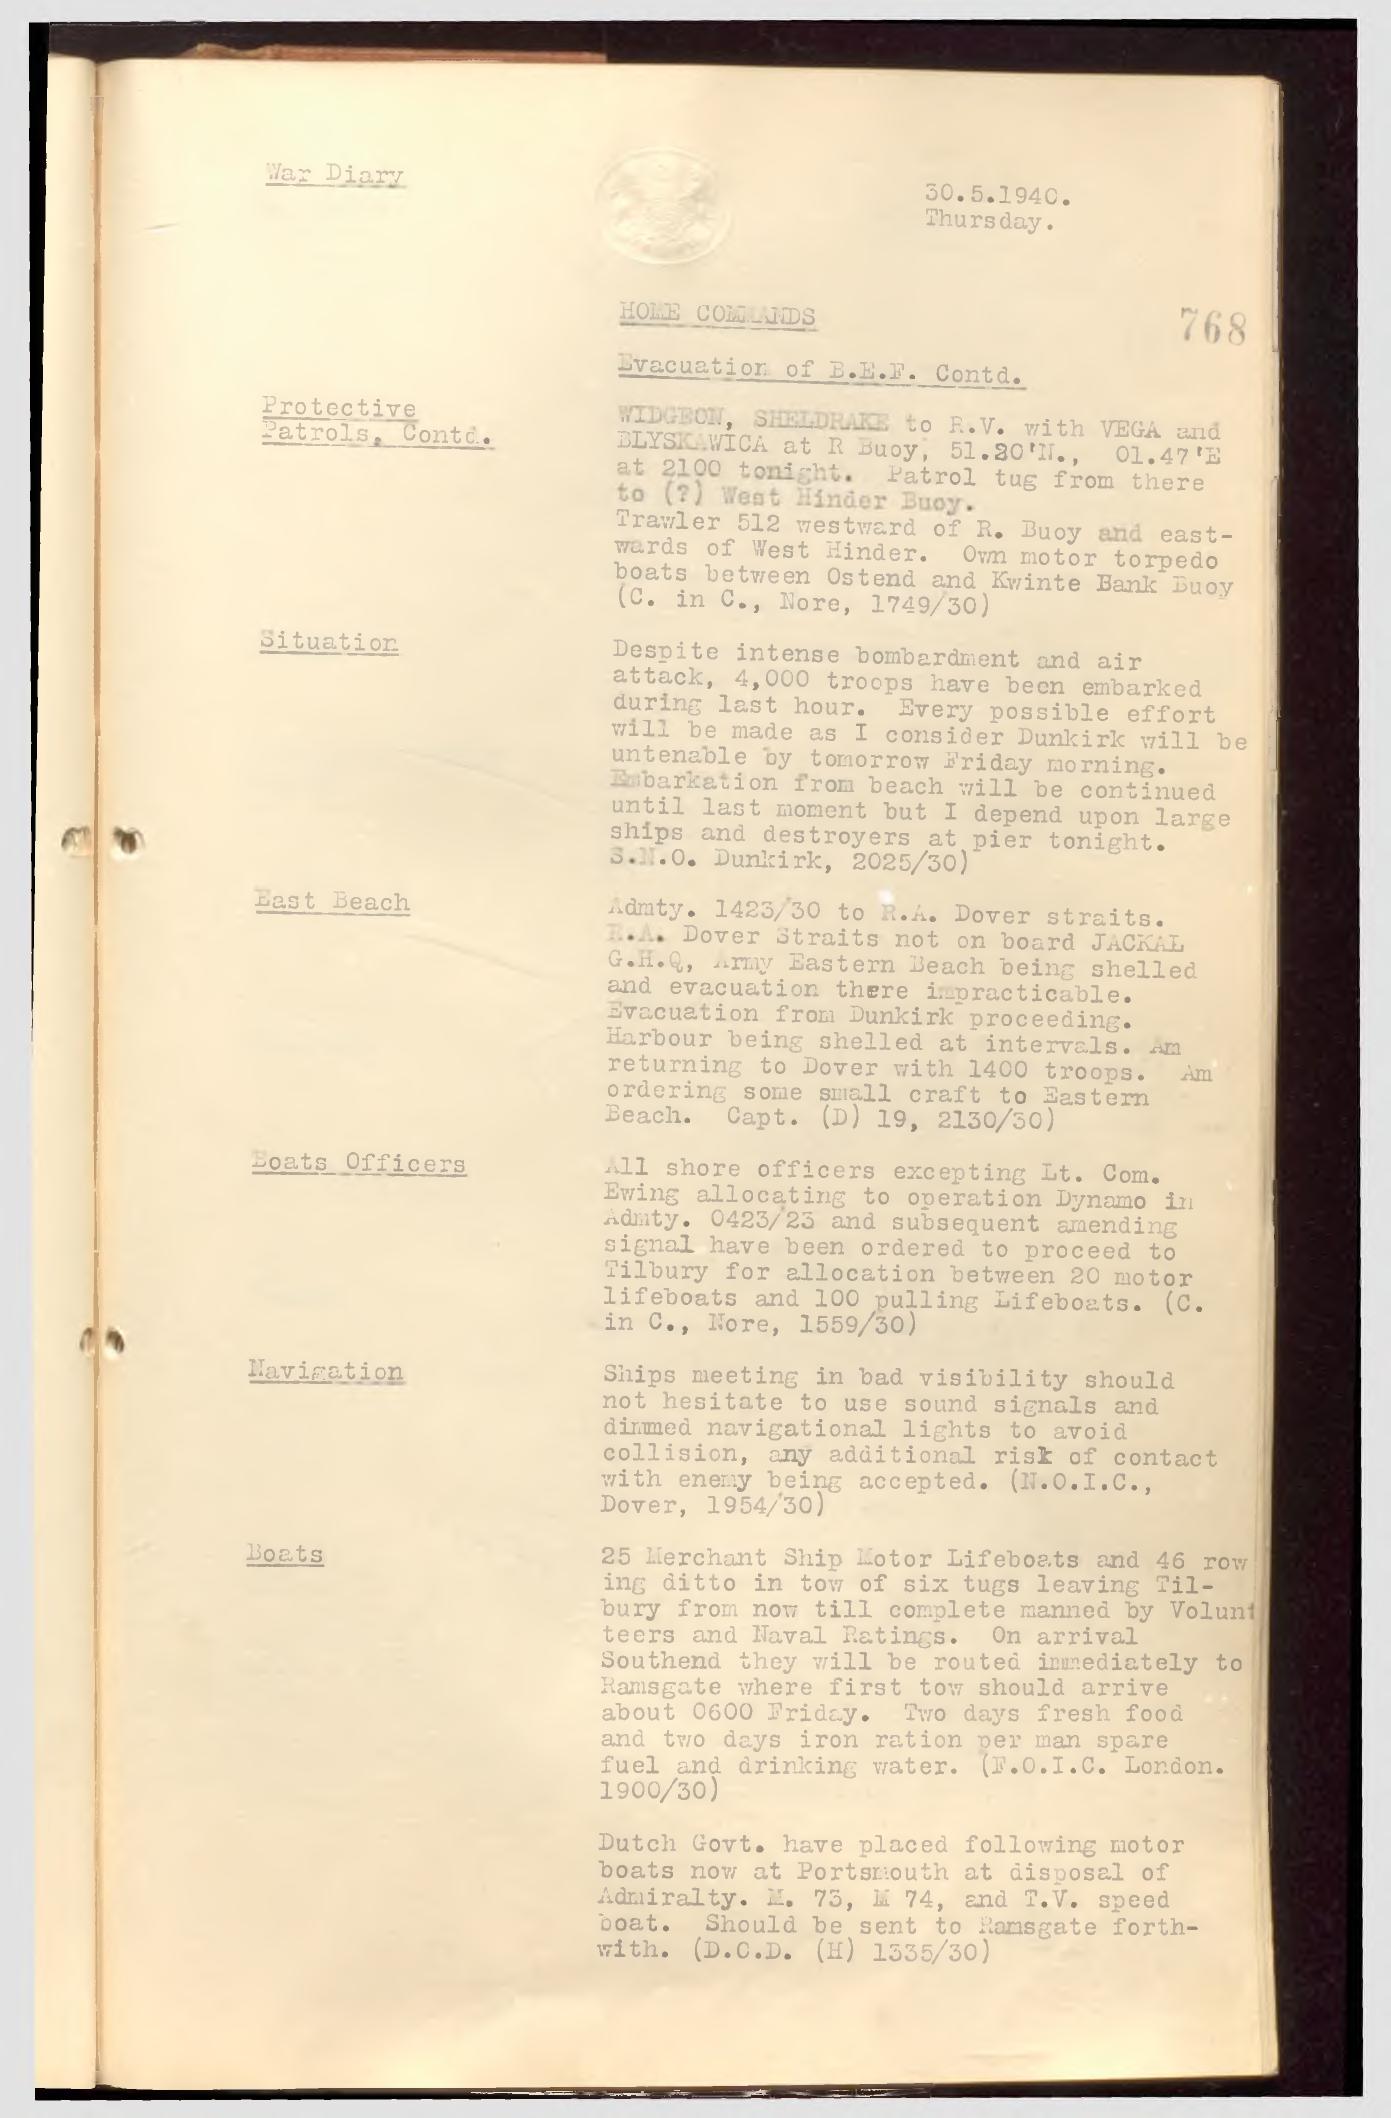 War Diary
30.5.1940.
Thursday.
HOME COMMANDS
768
Evacuation of B.E.F. Contd.
Protective
Patrols, Contd.
WIDGEON, SHELDRAKE to R.V. with VEGA and
BLYSKAWICA at R Buoy, 51.20'N., 01.47'E
at 2100 tonight. Patrol tug from there
to (?) West Hinder Buoy.
Trawler 512 westward of R. Buoy and east-
wards of West Hinder. Own motor torpedo
boats between Ostend and Kwinte Bank Buoy
(C. in C., Nore, 1749/30)
Situation
Despite intense bombardment and air
attack, 4,000 troops have been embarked
during last hour. Every possible effort
will be made as I consider Dunkirk will be
untenable by tomorrow Friday morning.
Embarkation from beach will be continued
until last moment but I depend upon large
ships and destroyers at pier tonight.
S.N.O. Dunkirk, 2025/30)
East Beach
Admty. 1423/30 to R.A. Dover straits.
R.A. Dover Straits not on board JACKAL
G.H.Q, Army Eastern Beach being shelled
and evacuation there impracticable.
Evacuation from Dunkirk proceeding.
Harbour being shelled at intervals. Am
returning to Dover with 1400 troops. Am
ordering some small craft to Eastern
Beach. Capt. (D) 19, 2130/30)
Boats Officers
All shore officers excepting Lt. Com.
Ewing allocating to operation Dynamo in
Admty. 0423/23 and subsequent amending
signal have been ordered to proceed to
Tilbury for allocation between 20 motor
lifeboats and 100 pulling Lifeboats. (C.
in C., Nore, 1559/30)
Navigation
Ships meeting in bad visibility should
not hesitate to use sound signals and
dimmed navigational lights to avoid
collision, any additional risk of contact
with enemy being accepted. (N.O.I.C.,
Dover, 1954/30)
Boats
25 Merchant Ship Motor Lifeboats and 46 row
ing ditto in tow of six tugs leaving Til-
bury from now till complete manned by Volunt
teers and Naval Ratings. On arrival
Southend they will be routed immediately to
Ramsgate where first tow should arrive
about 0600 Friday. Two days fresh food
and two days iron ration per man spare
fuel and drinking water. (F.O.I.C. London.
1900/30)
Dutch Govt. have placed following motor
boats now at Portsmouth at disposal of
Admiralty. M. 73, M 74, and T.V. speed
boat. Should be sent to Ramsgate forth-
with. (D.C.D. (H) 1335/30)